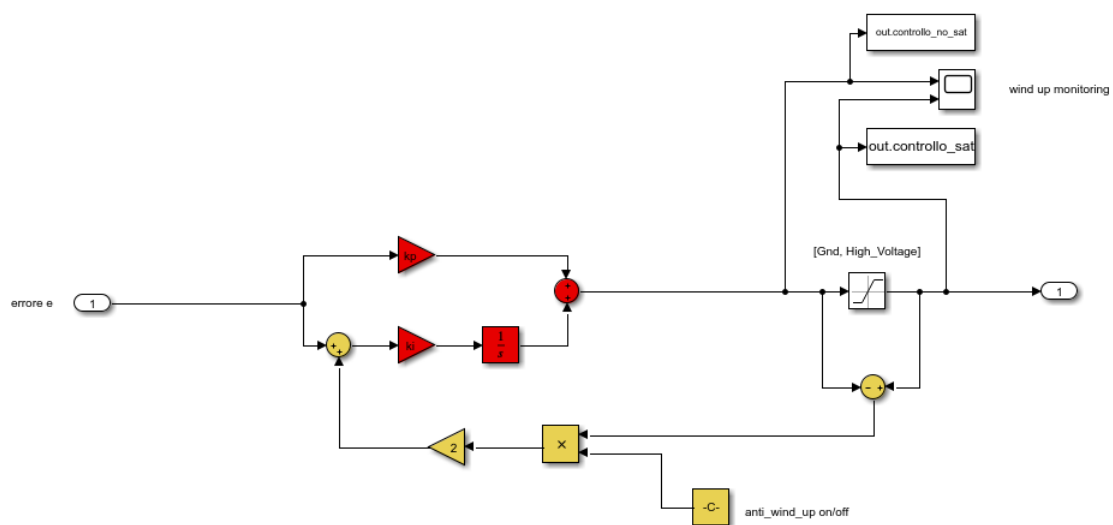 out.controllo_no_sat
wind up monitoring
out.controllo_sat
[Gnd, High_Voltage]
kp
errore e
1
+
+
1
+
+
ki
1
s
- +
2
×
-C-
anti_wind_up on/off